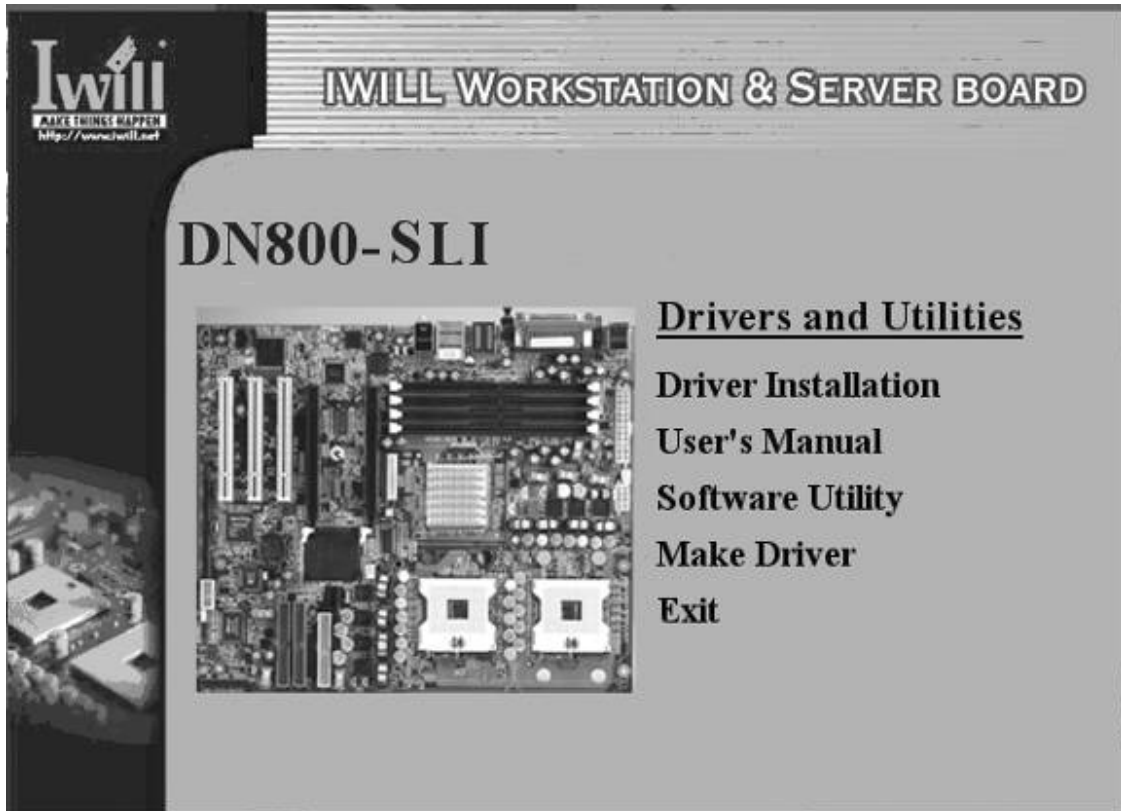 Iwill
MAKE THINGS HAPPEN
http://www.iwill.net
IWILL WORKSTATION & SERVER BOARD
DN800-SLI
Drivers and Utilities
Driver Installation
User's Manual
Software Utility
Make Driver
Exit